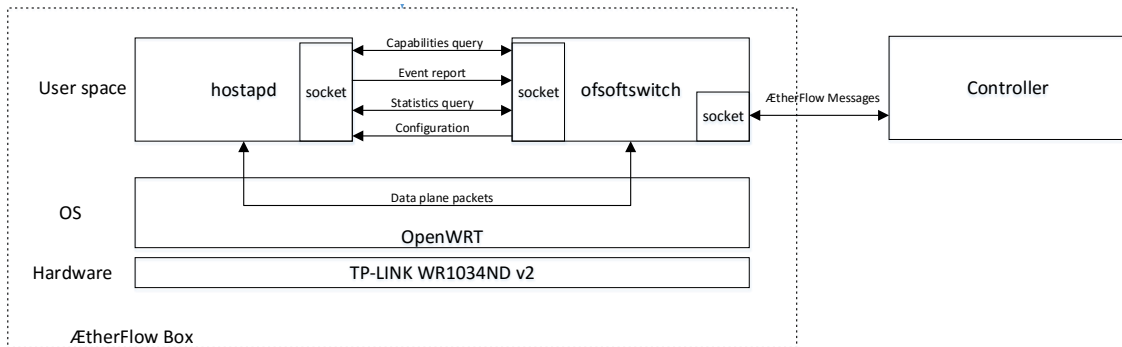 Capabilities query
User space
hostapd
socket
Event report
socket
ofsoftswitch
Statistics query
Configuration
socket
ÆtherFlow Messages
Controller
OS
Data plane packets
OpenWRT
Hardware
TP-LINK WR1034ND v2
ÆtherFlow Box